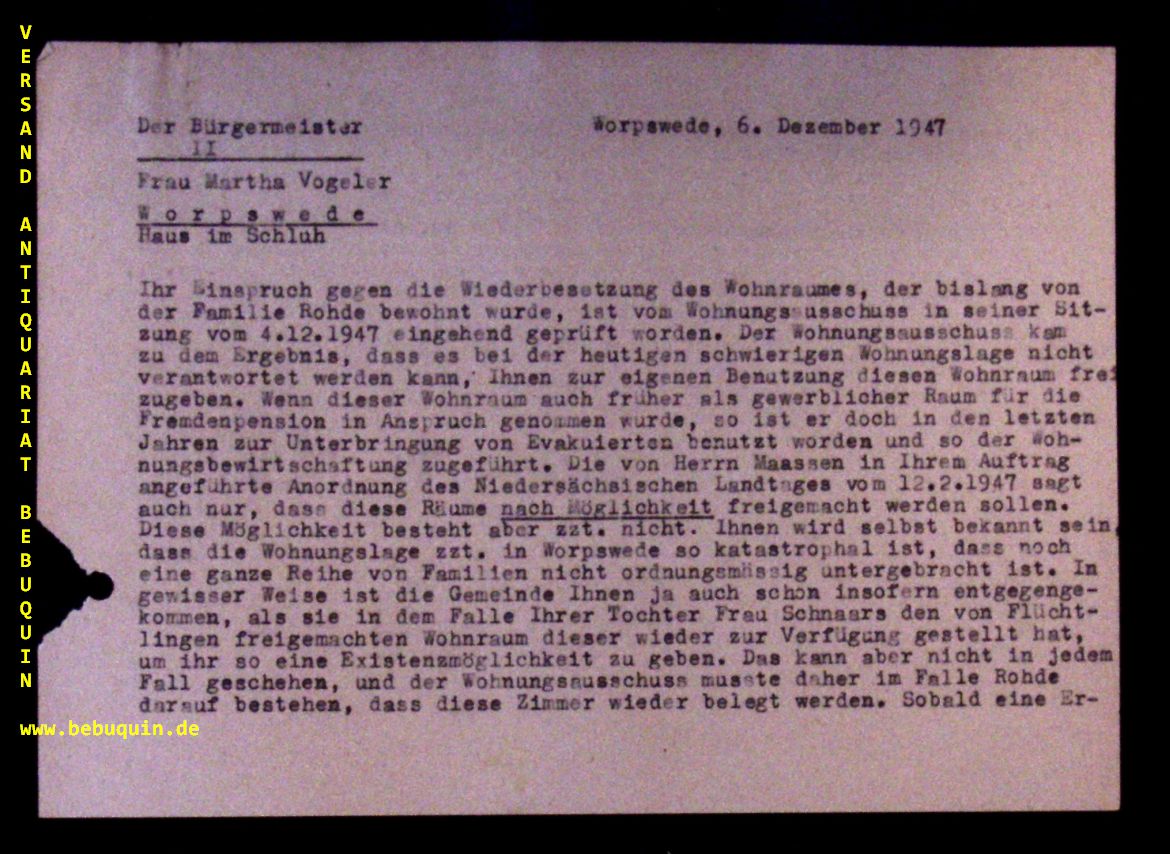 VERSAND ANTIQUARIAT BEBUQUIN
www.bebuquin.de
Der Bürgermeister
II
Worpswede, 6. Dezember 1947
Frau Martha Vogeler
Worpswede
Haus im Schluh
Ihr Einspruch gegen die Wiederbesetzung des Wohnraumes, der bislang von
der Familie Rohde bewohnt wurde, ist vom Wohnungsausschuss in seiner Sit-
zung vom 4.12.1947 eingehend geprüft worden. Der Wohnungsausschuss kam
zu dem Ergebnis, dass es bei der heutigen schwierigen Wohnungslage nicht
verantwortet werden kann, Ihnen zur eigenen Benutzung diesen Wohnraum frei
zugeben. Wenn dieser Wohnraum auch früher als gewerblicher Raum für die
Fremdenpension in Anspruch genommen wurde, so ist er doch in den letzten
Jahren zur Unterbringung von Evakuierten benutzt worden und so der Woh-
nungsbewirtschaftung zugeführt. Die von Herrn Maassen in Ihrem Auftrag
angeführte Anordnung des Niedersächsischen Landtages vom 12.2.1947 sagt
auch nur, dass diese Räume nach Möglichkeit freigemacht werden sollen.
Diese Möglichkeit besteht aber zzt. nicht. Ihnen wird selbst bekannt sein,
dass die Wohnungslage zzt. in Worpswede so katastrophal ist, dass noch
eine ganze Reihe von Familien nicht ordnungsmässig untergebracht ist. In
gewisser Weise ist die Gemeinde Ihnen ja auch schon insofern entgegenge-
kommen, als sie in dem Falle Ihrer Tochter Frau Schnaars den von Flücht-
lingen freigemachten Wohnraum dieser wieder zur Verfügung gestellt hat,
um ihr so eine Existenzmöglichkeit zu geben. Das kann aber nicht in jedem
Fall geschehen, und der Wohnungsausschuss musste daher im Falle Rohde
darauf bestehen, dass diese Zimmer wieder belegt werden. Sobald eine Er-